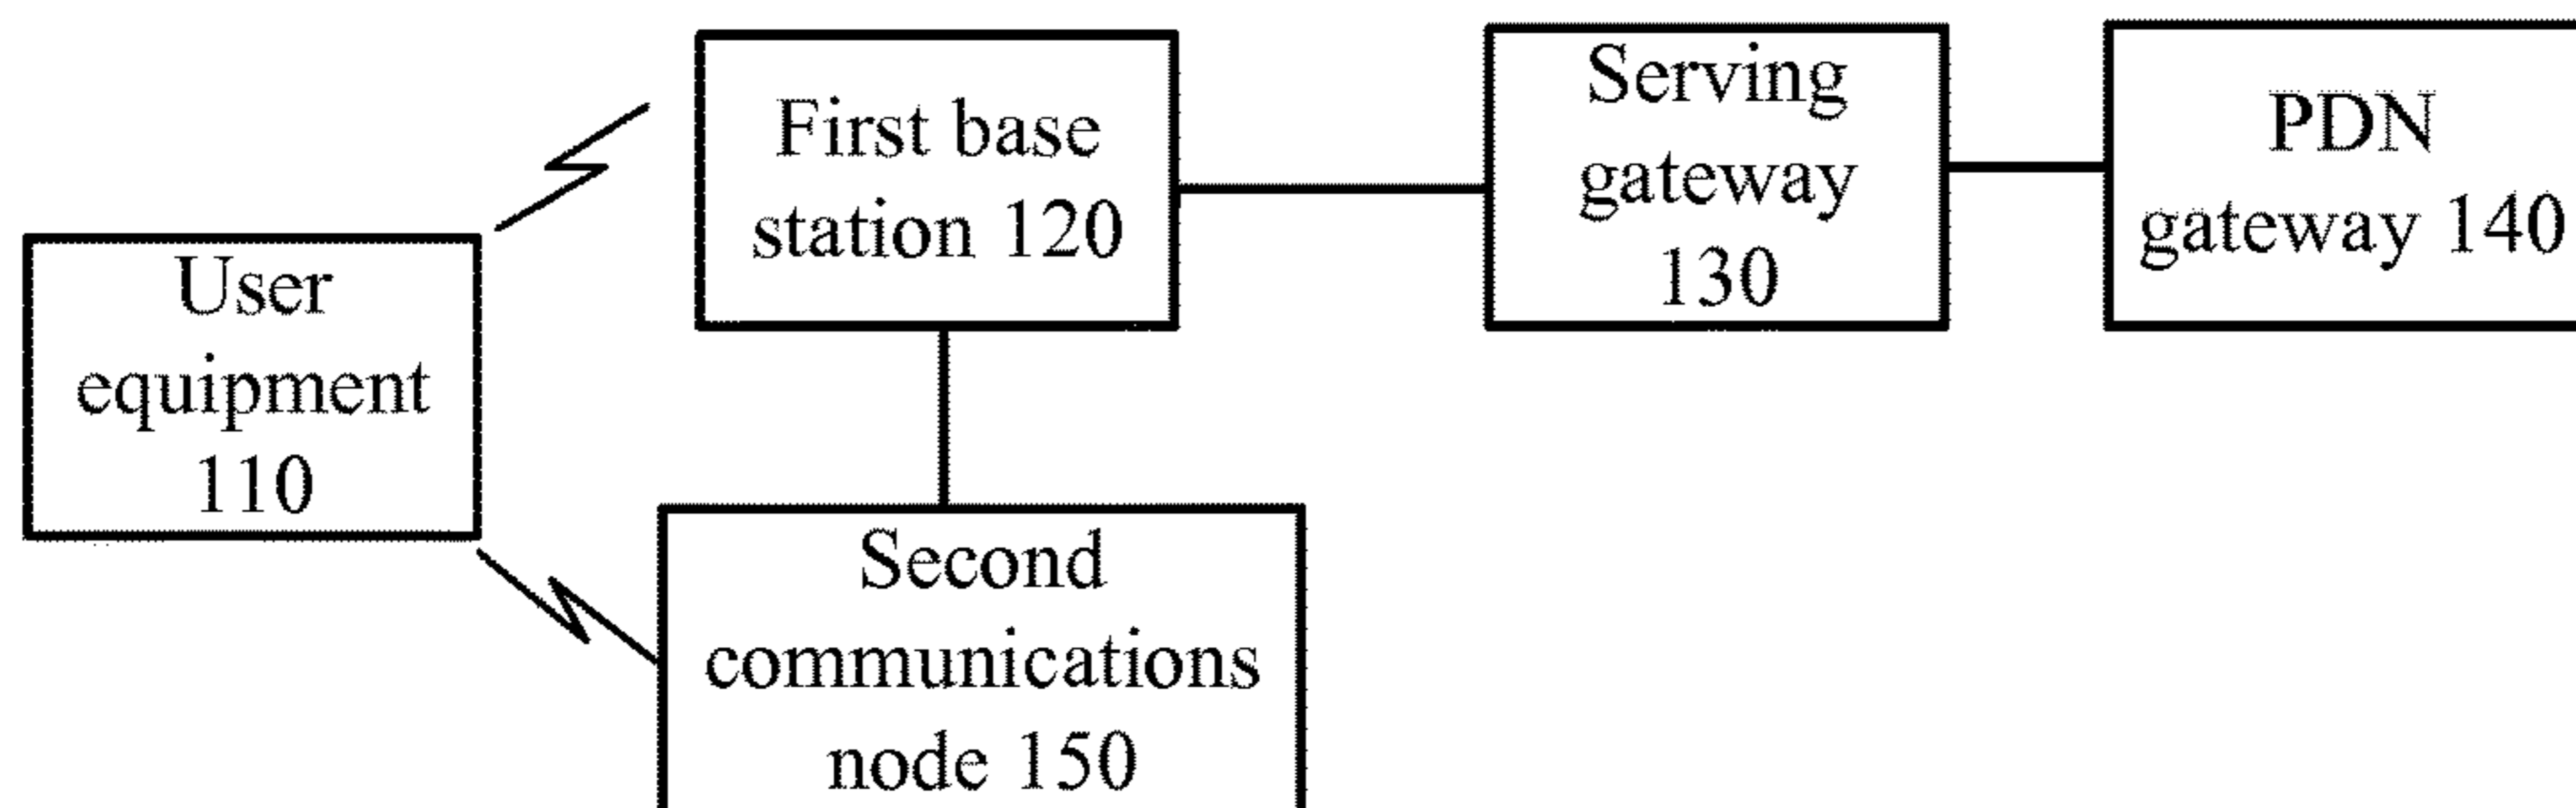 First base
station 120
Serving
gateway
130
PDN
gateway 140
User
equipment
110
Second
communications
node 150